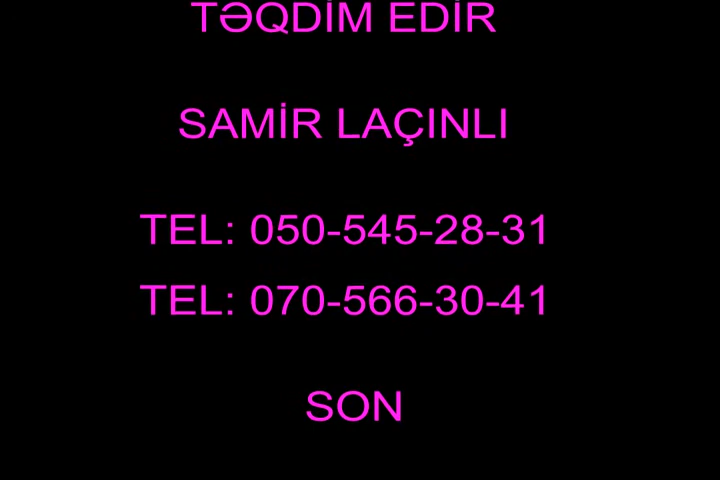 TƏQDİM EDİR
SAMİR LAÇINLI
TEL: 050-545-28-31
TEL: 070-566-30-41
SON